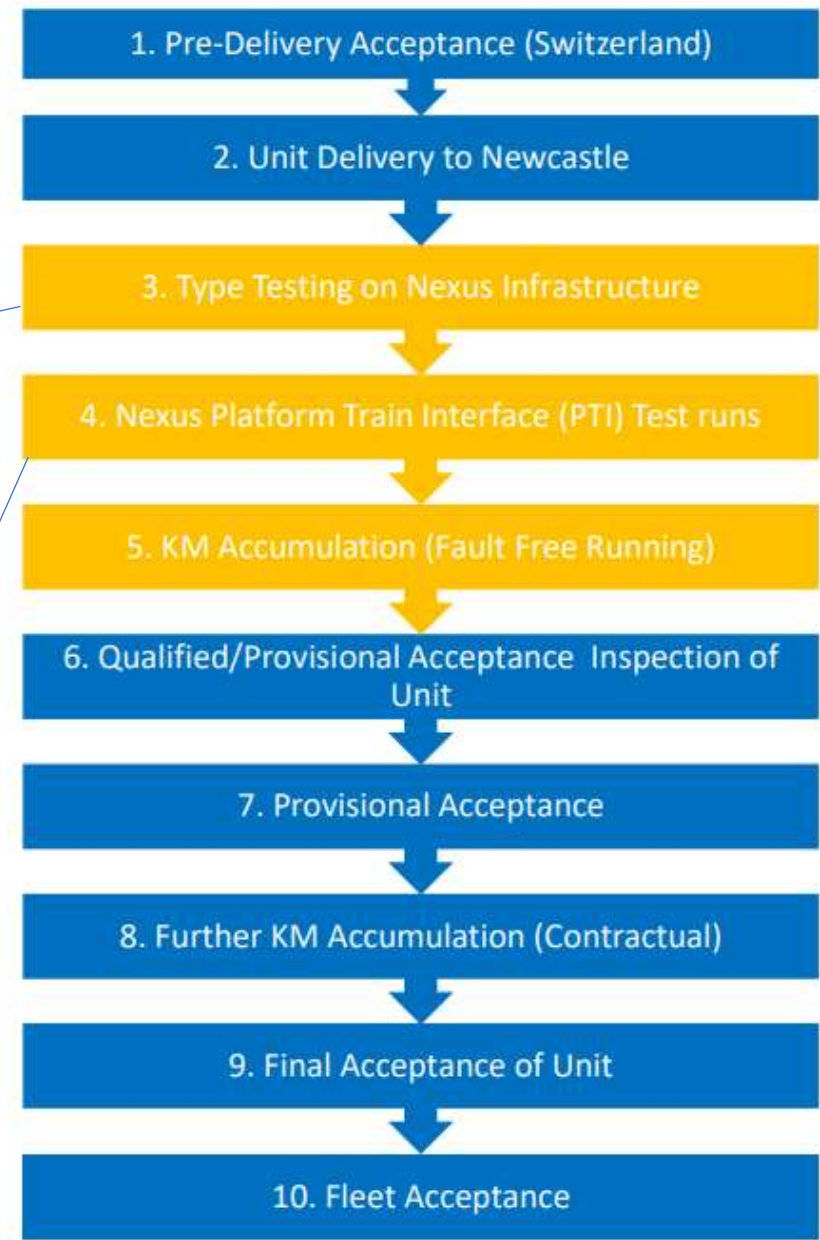 1. Pre-Delivery Acceptance (Switzerland)
2. Unit Delivery to Newcastle
3. Type Testing on Nexus Infrastructure
4. Nexus Platform Train Interface (PTI) Test runs
5. KM Accumulation (Fault Free Running)
6. Qualified/Provisional Acceptance  Inspection of
Unit
7. Provisional Acceptance
8. Further KM Accumulation (Contractual)
9. Final Acceptance of Unit
10. Fleet Acceptance